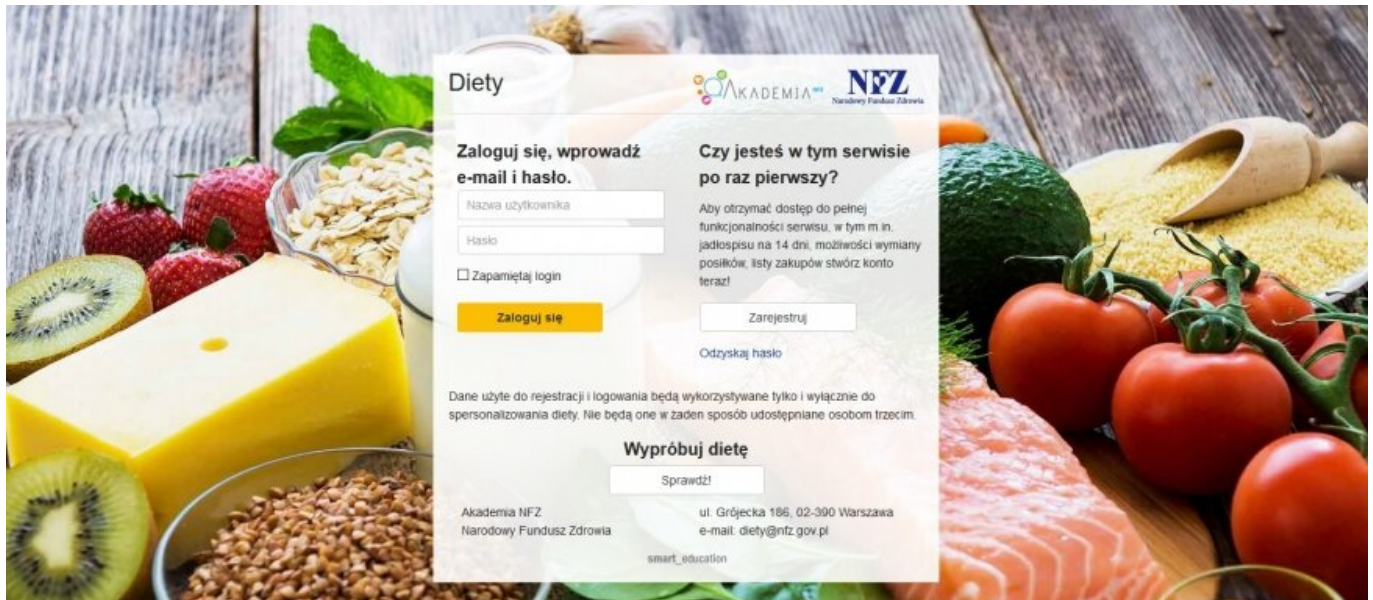 Diety
AKADEMIA NFZ
NFZ
Narodowy Fundusz Zdrowia
Zaloguj się, wprowadź
e-mail i hasło.
Nazwa użytkownika
Hasło
Zapamiętaj login
Zaloguj się
Czy jesteś w tym serwisie
po raz pierwszy?
Aby otrzymać dostęp do pełnej
funkcjonalności serwisu, w tym m.in.
jadłospisu na 14 dni, możliwości wymiany
posiłków, listy zakupów stwórz konto
teraz!
Zarejestruj
Odzyskaj hasło
Dane użyte do rejestracji i logowania będą wykorzystywane tylko i wyłącznie do
spersonalizowania diety. Nie będą one w żaden sposób udostępniane osobom trzecim.
Wypróbuj dietę
Sprawdź!
Akademia NFZ
Narodowy Fundusz Zdrowia
ul. Grójecka 186, 02-390 Warszawa
e-mail: diety@nfz.gov.pl
smart_education